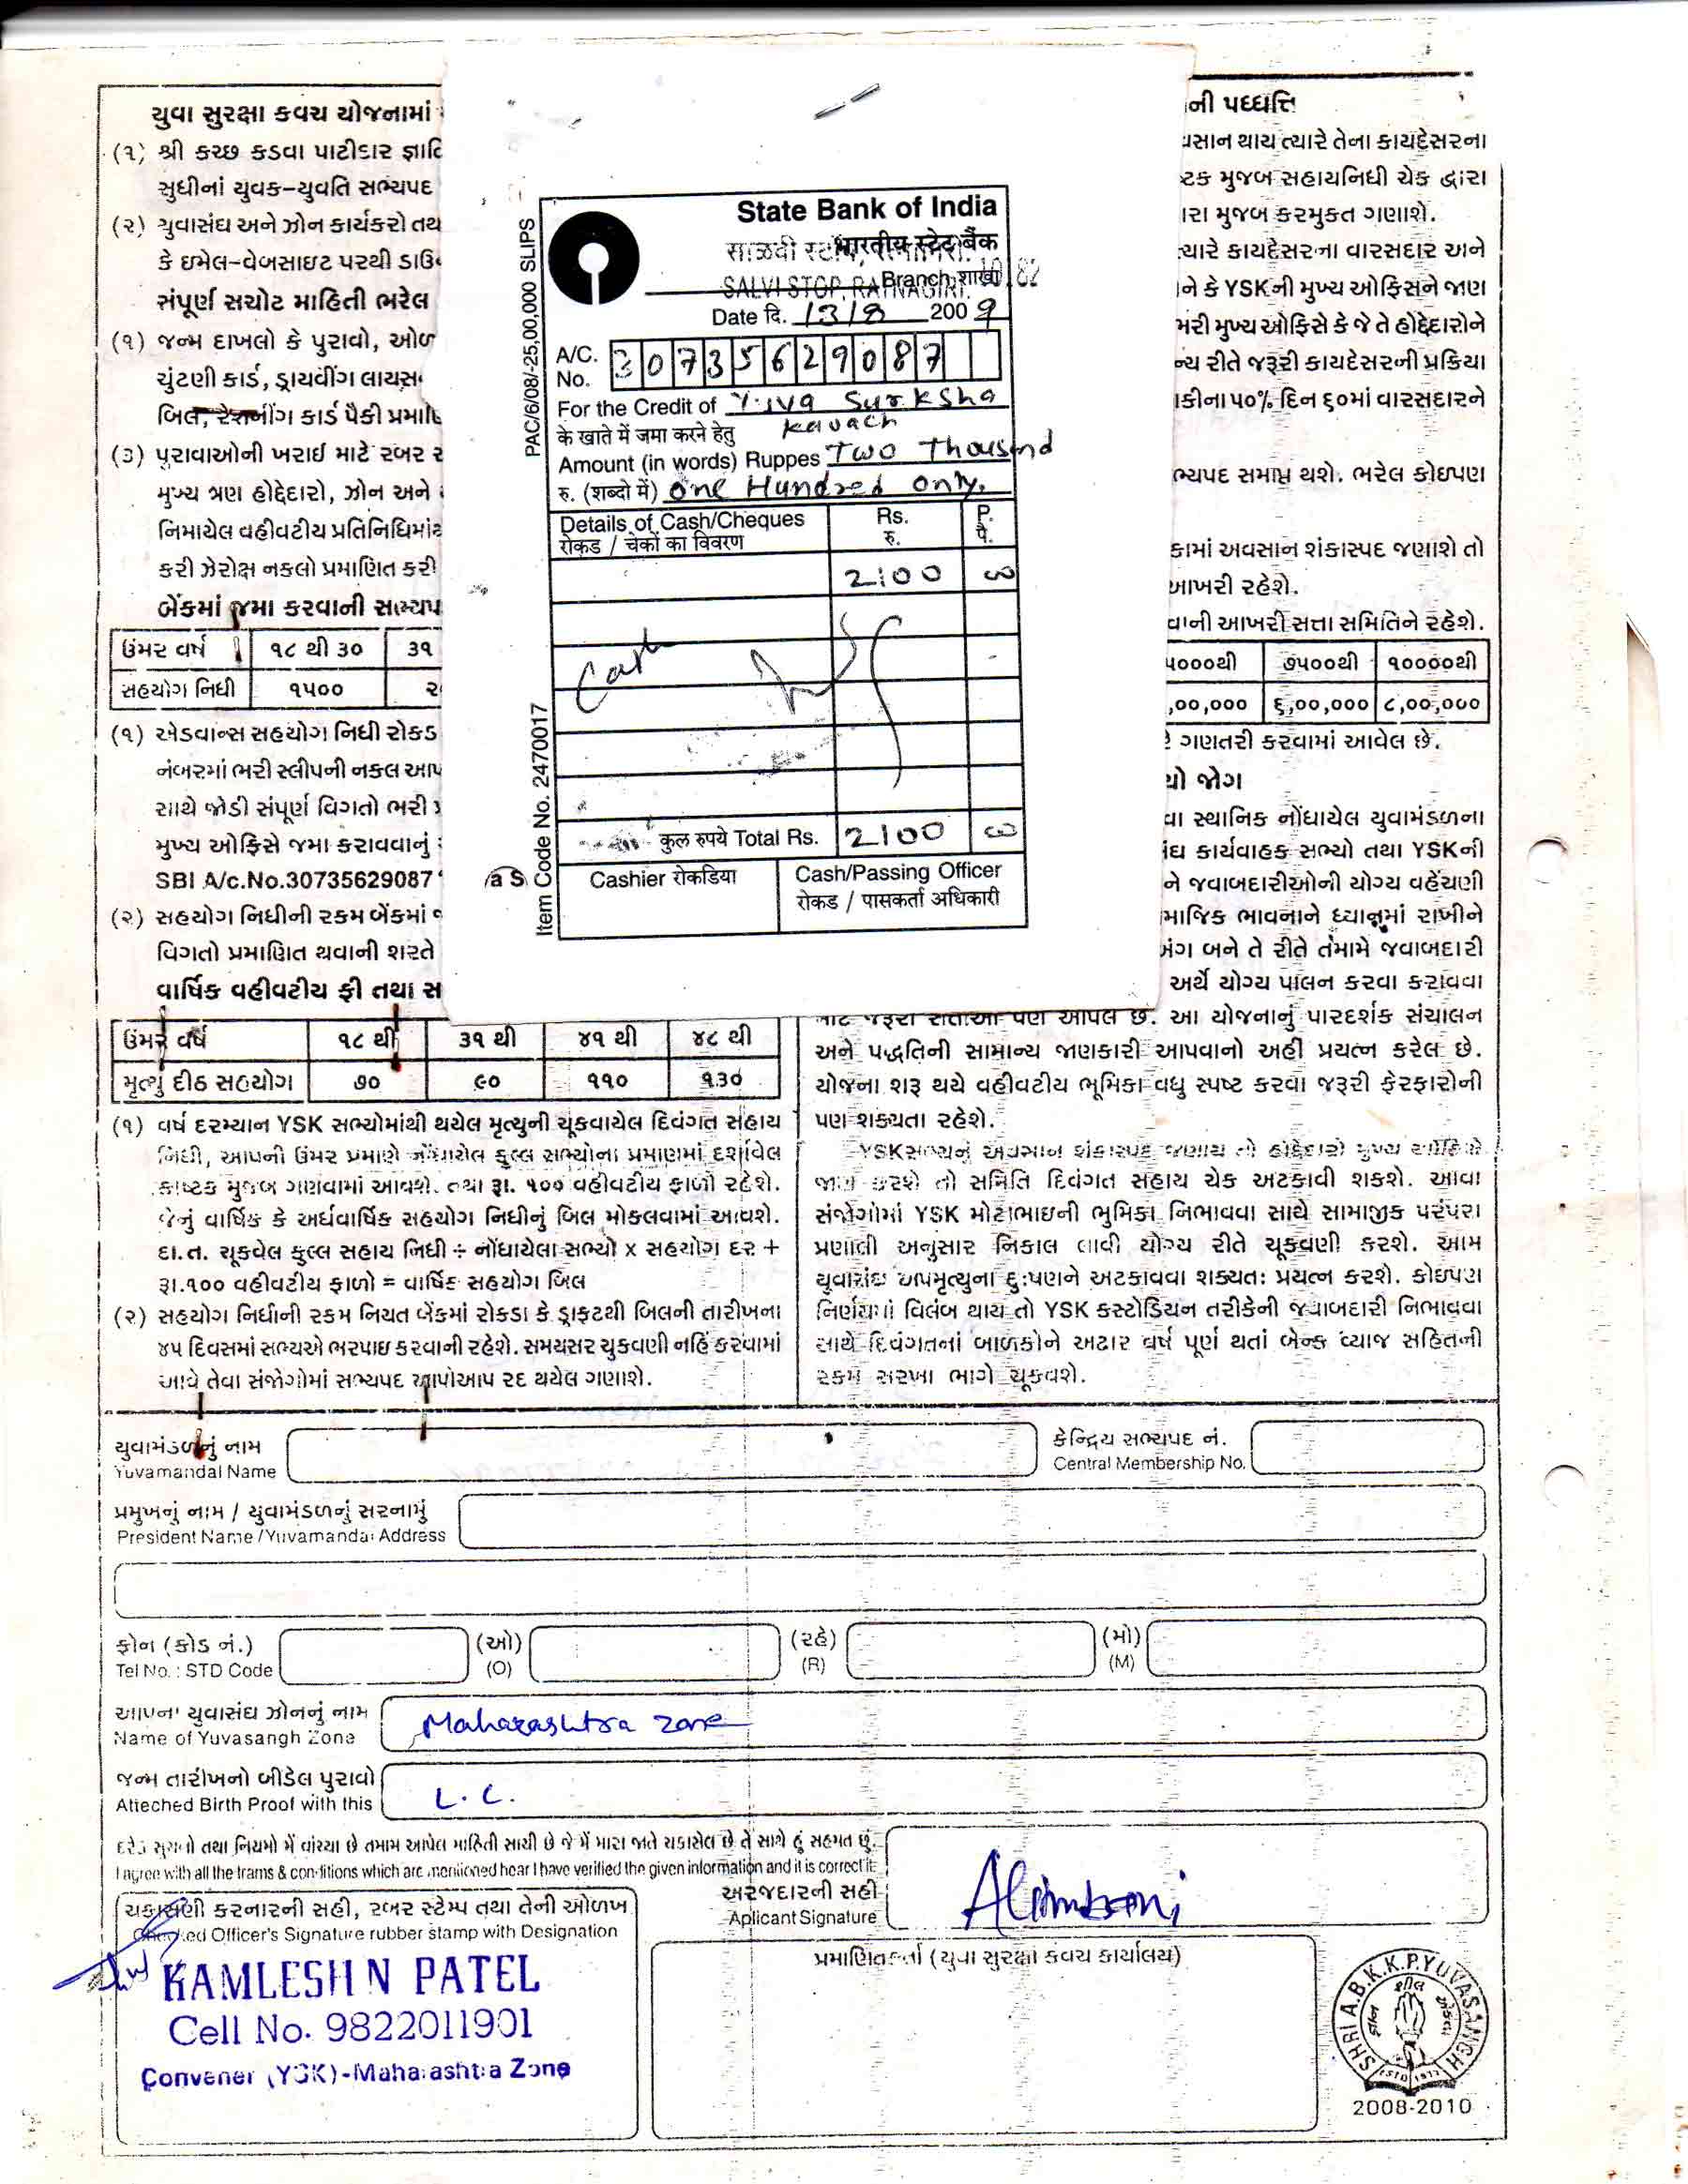 યુવા સુરક્ષા કવચ યોજનામાં
(૧) શ્રી કચ્છ કડવા પાટીદાર જ્ઞાતિ
સુધીનાં યુવક-યુવતિ સભ્યપદ
(૨) યુવાસંઘ અને ઝોન કાર્યકરો તથ
કે ઇમેલ-વેબસાઇટ પરથી ડાઉ
સંપૂર્ણ સચોટ માહિતી ભરેલ
(૧) જન્મ દાખલો કે પુરાવો, ઓળ
ચુંટણી કાર્ડ, ડ્રાયવીંગ લાયસ
બિલ, રેશનીંગ કાર્ડ પૈકી પ્રમાણિ
(૩) પુરાવાઓની ખરાઇ માટે રબર સ
મુખ્ય ત્રણ હોદ્દેદારો, ઝોન અને
નિમાયેલ વહીવટીય પ્રતિનિધિમાંથ
કરી ઝેરોક્ષ નકલો પ્રમાણિત કરી
બેંકમાં જમા કરવાની સભ્યપ
ઉંમર વર્ષ ૧૮ થી ૩૦ ૩૧
સહયોગ નિધી ૧૫૦૦ ૨
(૧) એડવાન્સ સહયોગ નિધી રોકડ
નંબરમાં ભરી સ્લીપની નકલ આપ
સાથે જોડી સંપૂર્ણ વિગતો ભરી
મુખ્ય ઓફિસે જમા કરાવવાનું
SBI A/c.No.30735629087
(૨) સહયોગ નિધીની રકમ બેંકમાં જ
વિગતો પ્રમાણિત થવાની શરતે
વાર્ષિક વહીવટીય ફી તથા સ
ઉંમર વર્ષ ૧૮ થી ૩૧ થી ૪૧ થી ૪૮ થી
મૃત્યુ દીઠ સહયોગ ૭૦ ૯૦ ૧૧૦ ૧૩૦
(૧) વર્ષ દરમ્યાન YSK સભ્યોમાંથી થયેલ મૃત્યુની ચૂકવાયેલ દિવંગત સહાય
નિધી, આપની ઉંમર પ્રમાણે નોંધાયેલ કુલ્લ સભ્યોના પ્રમાણમાં દર્શાવેલ
કાષ્ટક મુજબ ગણવામાં આવશે. તથા રૂા. ૧૦૦ વહીવટીય ફાળો રહેશે.
જેનું વાર્ષિક કે અર્ધવાર્ષિક સહયોગ નિધીનું બિલ મોકલવામાં આવશે.
દા.ત. ચૂકવેલ કુલ્લ સહાય નિધી ÷ નોંધાયેલા સભ્યો x સહયોગ દર +
રૂા.૧૦૦ વહીવટીય ફાળો = વાર્ષિક સહયોગ બિલ
(૨) સહયોગ નિધીની રકમ નિયત બેંકમાં રોકડા કે ડ્રાફટથી બિલની તારીખના
૪૫ દિવસમાં સભ્યએ ભરપાઇ કરવાની રહેશે. સમયસર ચુકવણી નહિ કરવામાં
આવે તેવા સંજોગોમાં સભ્યપદ આપોઆપ રદ થયેલ ગણાશે.
PAC/6/08/-25,00,000 SLIPS
Item Code No. 2470017
State Bank of India
भारतीय स्टेट बैंक
साळवी स्टॉप, रत्नागिरी.
SALVI STOP, RATNAGIRI.
Branch शाखा
Date दि. 13/8 2009
A/C. No. 30735629087
For the Credit of Yuva Surksha
के खाते में जमा करने हेतु Kavach
Amount (in words) Ruppes Two Thousand
रु. (शब्दो में) One Hundred only.
Details of Cash/Cheques Rs. P.
रोकड / चेकों का विवरण रु. पै.
2100 00
Cash
कुल रुपये Total Rs. 2100 00
Cashier रोकडिया Cash/Passing Officer
रोकड / पासकर्ता अधिकारी
ની પધ્ધતિ
વસાન થાય ત્યારે તેના કાયદેસરના
ષ્ટક મુજબ સહાયનિધી ચેક દ્વારા
ારા મુજબ કરમુક્ત ગણાશે.
ત્યારે કાયદેસરના વારસદાર અને
ને કે YSKની મુખ્ય ઓફિસને જાણ
મરી મુખ્ય ઓફિસે કે જે તે હોદ્દેદારોને
ન્ય રીતે જરૂરી કાયદેસરની પ્રક્રિયા
ાકીના ૫૦% દિન ૬૦માં વારસદારને
ભ્યપદ સમાપ્ત થશે. ભરેલ કોઇપણ
કામાં અવસાન શંકાસ્પદ જણાશે તો
આખરી રહેશે.
વાની આખરી સત્તા સમિતિને રહેશે.
૫૦૦૦થી ૭૫૦૦થી ૧૦૦૦૦થી
,૦૦,૦૦૦ ૬,૦૦,૦૦૦ ૮,૦૦,૦૦૦
ગણતરી કરવામાં આવેલ છે.
યો જોગ
વા સ્થાનિક નોંધાયેલ યુવામંડળના
ંઘ કાર્યવાહક સભ્યો તથા YSKની
ને જવાબદારીઓની યોગ્ય વહેંચણી
માજિક ભાવનાને ધ્યાનમાં રાખીને
અંગ બને તે રીતે તમામે જવાબદારી
અર્થે યોગ્ય પાલન કરવા કરાવવા
માટે જરૂરી સત્તાઓ પણ આપેલ છે. આ યોજનાનું પારદર્શક સંચાલન
અને પદ્ધતિની સામાન્ય જાણકારી આપવાનો અહીં પ્રયત્ન કરેલ છે.
યોજના શરૂ થયે વહીવટીય ભૂમિકા વધુ સ્પષ્ટ કરવા જરૂરી ફેરફારોની
પણ શક્યતા રહેશે.
YSKસભ્યનું અવસાન શંકાસ્પદ જણાય તો હોદ્દેદારો મુખ્ય ઓફિસે
જાણ કરશે તો સમિતિ દિવંગત સહાય ચેક અટકાવી શકશે. આવા
સંજોગોમાં YSK મોટાભાઇની ભુમિકા નિભાવવા સાથે સામાજીક પરંપરા
પ્રણાલી અનુસાર નિકાલ લાવી યોગ્ય રીતે ચૂકવણી કરશે. આમ
યુવાસંઘ અપમૃત્યુના દુઃષણને અટકાવવા શક્યતઃ પ્રયત્ન કરશે. કોઇપણ
નિર્ણયમાં વિલંબ થાય તો YSK કસ્ટોડિયન તરીકેની જવાબદારી નિભાવવા
સાથે દિવંગતનાં બાળકોને અઢાર વર્ષ પૂર્ણ થતાં બેન્ક વ્યાજ સહિતની
રકમ સરખા ભાગે ચૂકવશે.
યુવામંડળનું નામ
Yuvamandal Name
કેન્દ્રિય સભ્યપદ નં.
Central Membership No.
પ્રમુખનું નામ / યુવામંડળનું સરનામું
President Name /Yuvamandal Address
ફોન (કોડ નં.) (ઓ) (રહે) (મો)
Tel No. : STD Code (O) (R) (M)
આપના યુવાસંઘ ઝોનનું નામ
Name of Yuvasangh Zone
Maharashtra zone
જન્મ તારીખનો બીડેલ પુરાવો
Atteched Birth Proof with this
L. C.
દરેક સુચનો તથા નિયમો મેં વાંચ્યા છે તમામ આપેલ માહિતી સાચી છે જે મેં મારા જાતે ચકાસેલ છે તે સાથે હું સહમત છું.
I agree with all the trams & conditions which are mentioned hear I have verified the given information and it is correct it
અરજદારની સહી
Aplicant Signature
ચકાસણી કરનારની સહી, રબર સ્ટેમ્પ તથા તેની ઓળખ
Checked Officer's Signature rubber stamp with Designation
KAMLESH N PATEL
Cell No. 9822011901
Convener (YSK)-Maharashtra Zone
પ્રમાણિતકર્તા (યુવા સુરક્ષા કવચ કાર્યાલય)
SHRI A.B.K.K.P. YUVASANGH
2008-2010